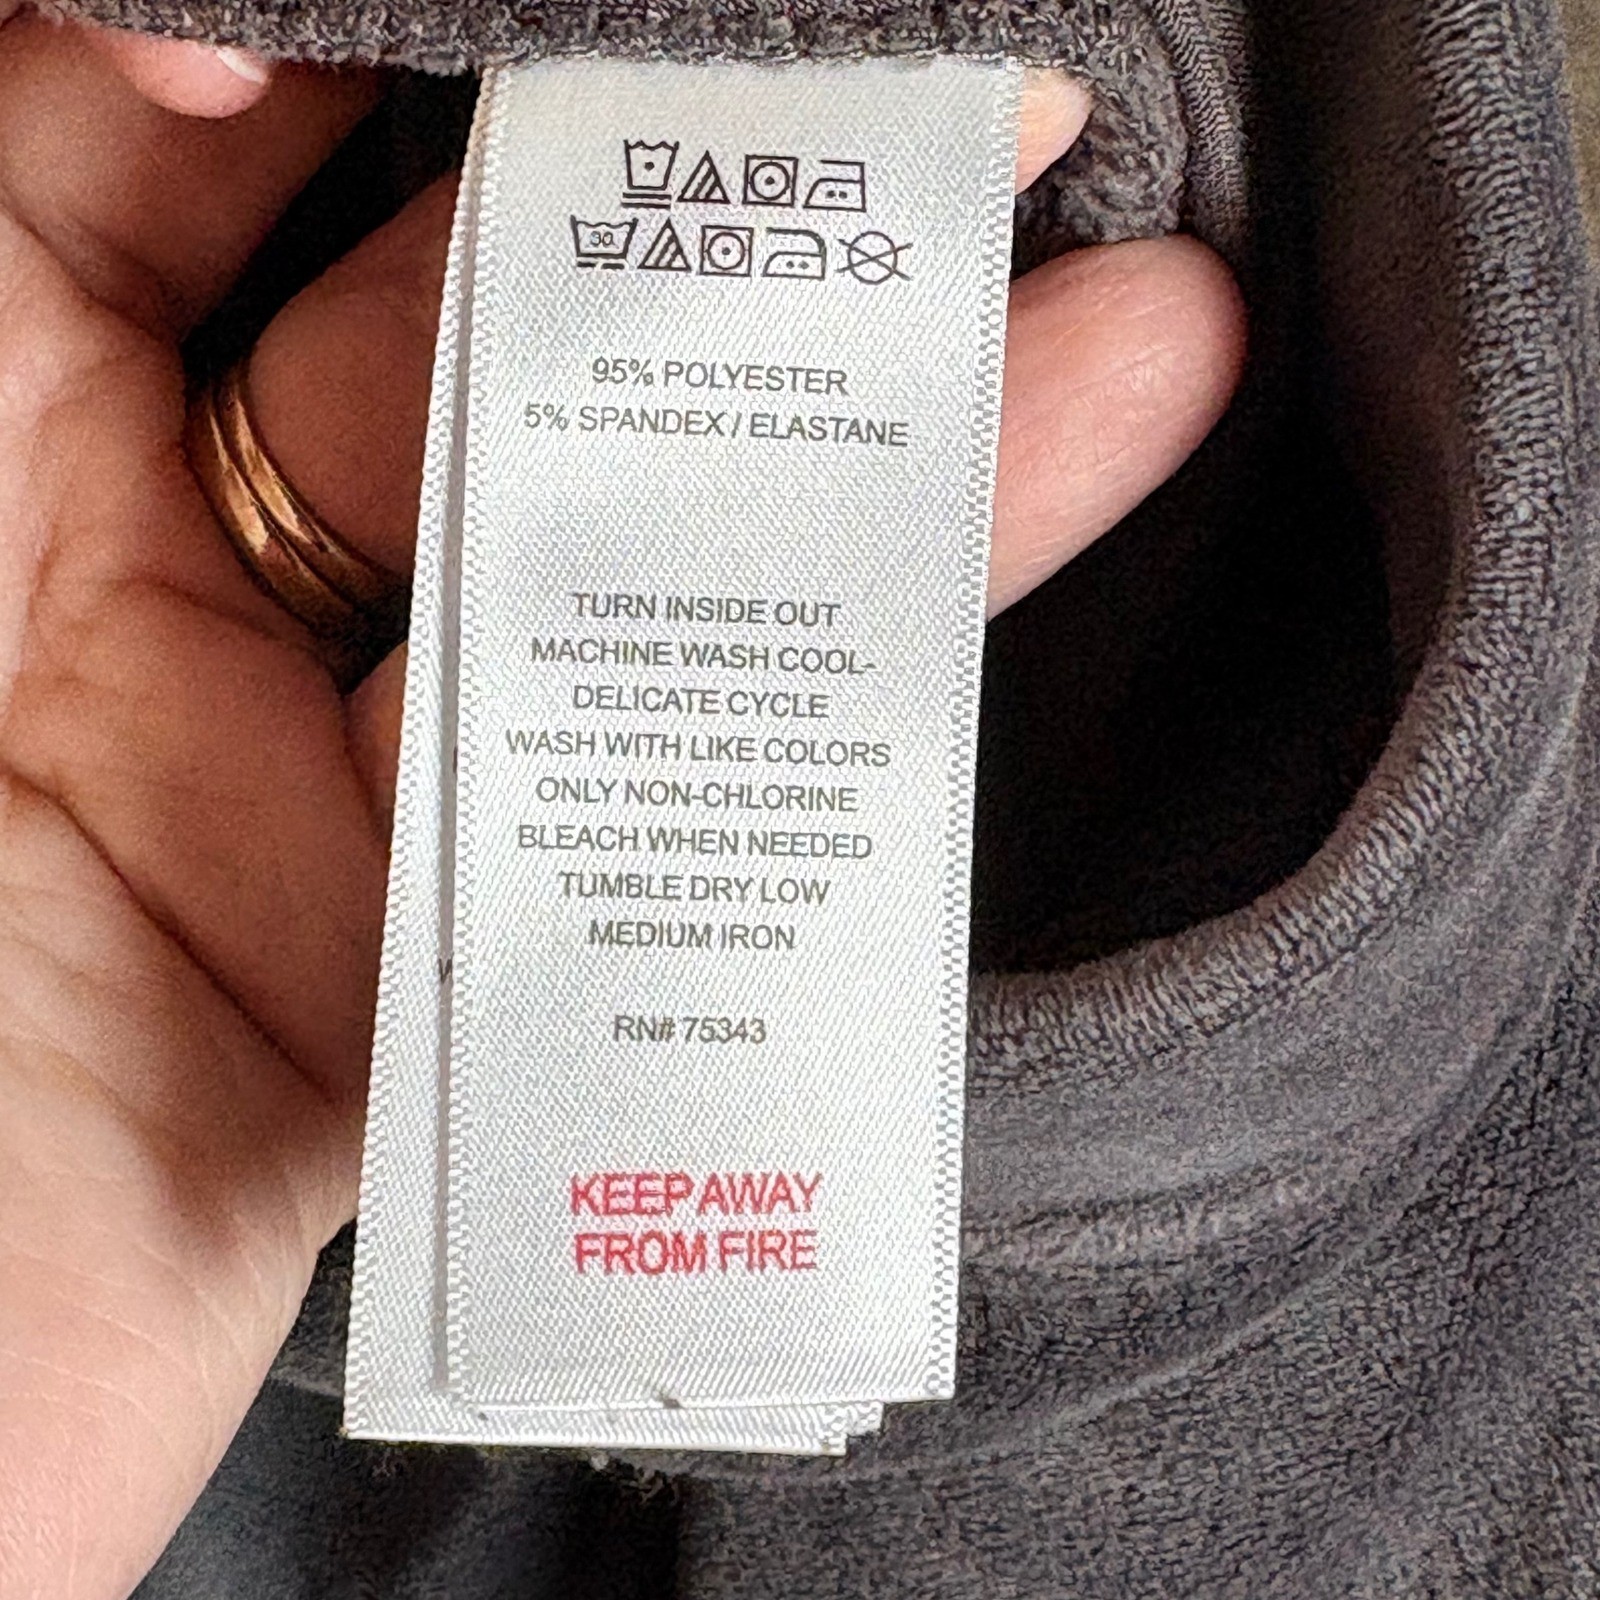 30
95% POLYESTER
5% SPANDEX / ELASTANE
TURN INSIDE OUT
MACHINE WASH COOL-
DELICATE CYCLE
WASH WITH LIKE COLORS
ONLY NON-CHLORINE
BLEACH WHEN NEEDED
TUMBLE DRY LOW
MEDIUM IRON
RN# 75343
KEEP AWAY
FROM FIRE